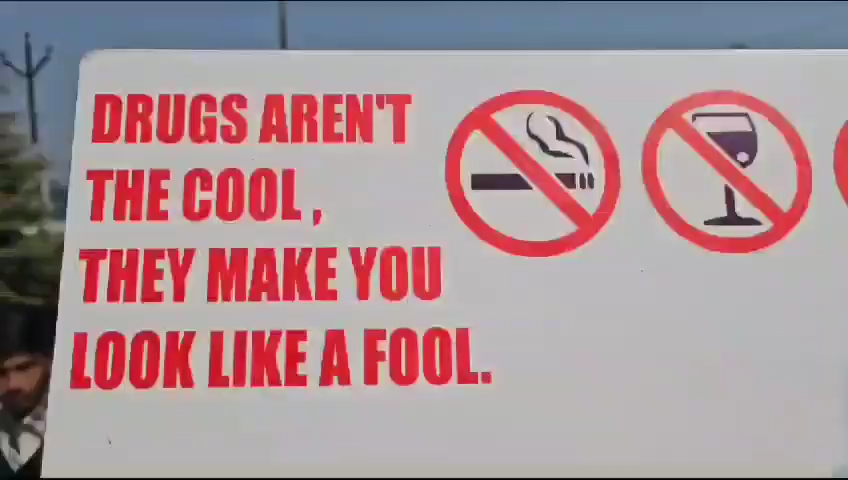 DRUGS AREN'T
THE COOL,
THEY MAKE YOU
LOOK LIKE A FOOL.